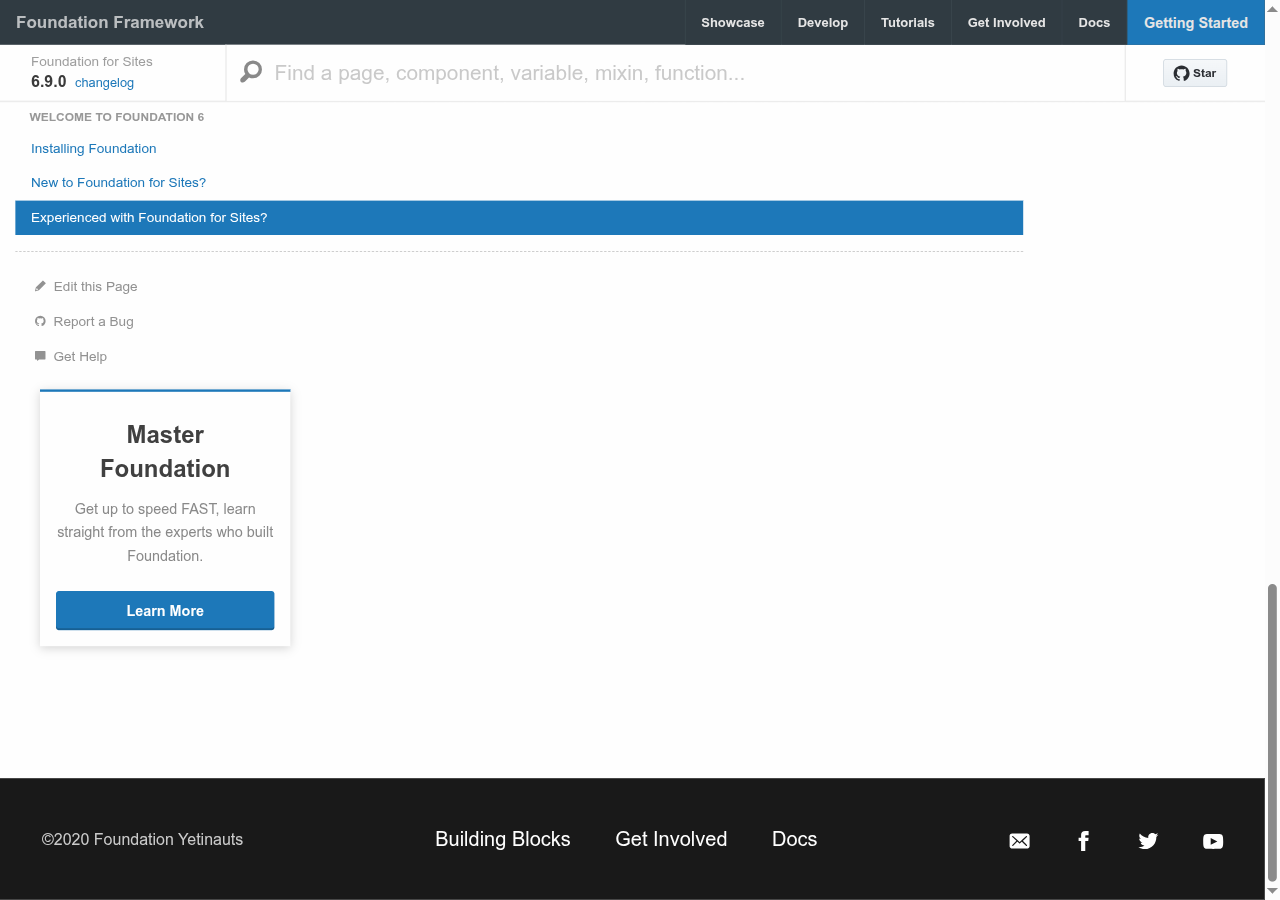 Foundation Framework
Showcase
Develop
Tutorials
Get Involved
Docs
Getting Started
Foundation for Sites
6.9.0 changelog
Find a page, component, variable, mixin, function...
Star
WELCOME TO FOUNDATION 6
Installing Foundation
New to Foundation for Sites?
Experienced with Foundation for Sites?
Edit this Page
Report a Bug
Get Help
Master
Foundation
Get up to speed FAST, learn
straight from the experts who built
Foundation.
Learn More
©2020 Foundation Yetinauts
Building Blocks
Get Involved
Docs